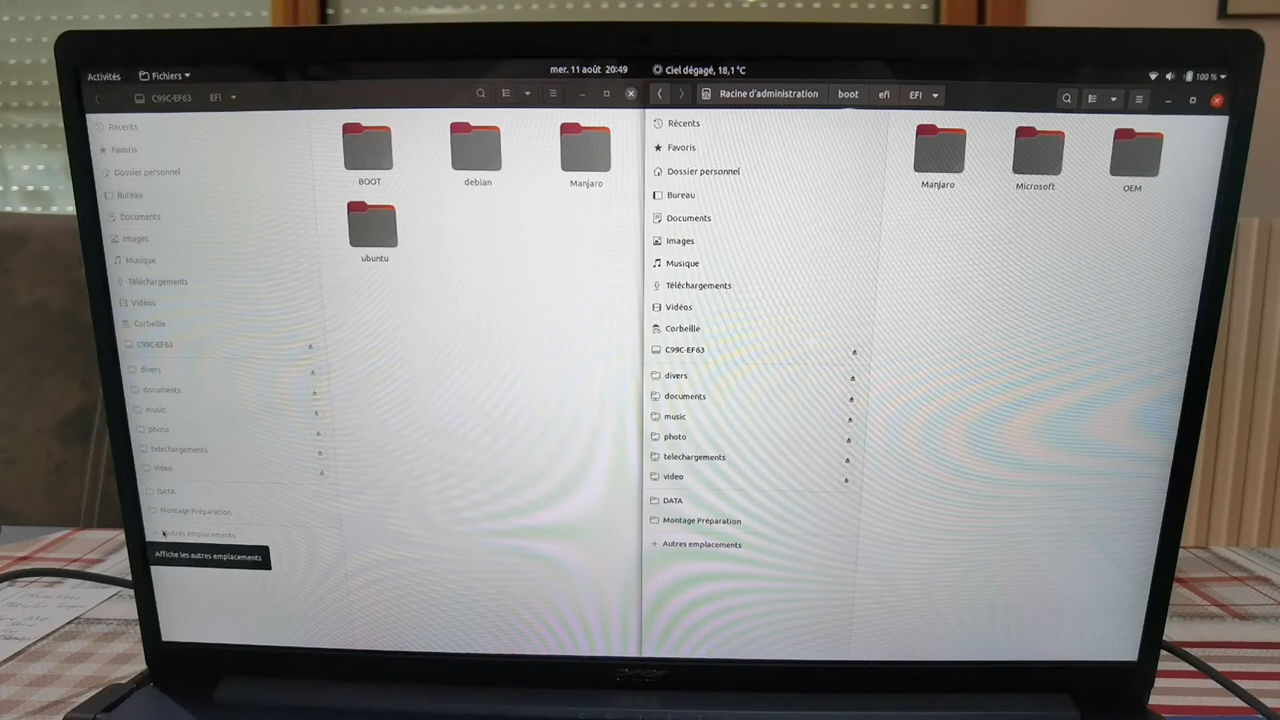 Activités Fichiers mer. 11 août 20:49 Ciel dégagé, 18,1 °C 100 %
C99C-EF63 EFI
Récents
Favoris
Dossier personnel
Bureau
Documents
Images
Musique
Téléchargements
Vidéos
Corbeille
C99C-EF63
divers
documents
music
photo
telechargements
video
DATA
Montage Préparation
Autres emplacements
Affiche les autres emplacements
BOOT debian Manjaro
ubuntu
Racine d'administration boot efi EFI
Récents
Favoris
Dossier personnel
Bureau
Documents
Images
Musique
Téléchargements
Vidéos
Corbeille
C99C-EF63
divers
documents
music
photo
telechargements
video
DATA
Montage Préparation
+ Autres emplacements
Manjaro Microsoft OEM
acer